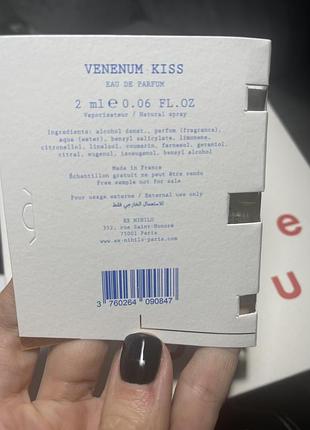 VENENUM KISS
EAU DE PARFUM
2 ml e 0.06 FL.OZ
Vaporisateur / Natural spray
Ingredients: alcohol denat., parfum (fragrance),
aqua (water), benzyl salicylate, limonene,
citronellol, linalool, coumarin, farnesol, geraniol,
citral, eugenol, isoeugenol, benzyl alcohol
Made in France
Échantillon gratuit ne peut être vendu
Free sample not for sale
Pour usage externe / External use only
للاستعمال الخارجي فقط
EX NIHILO
352, rue Saint-Honoré
75001 Paris
www.ex-nihilo-paris.com
3 760264 090847
e
u